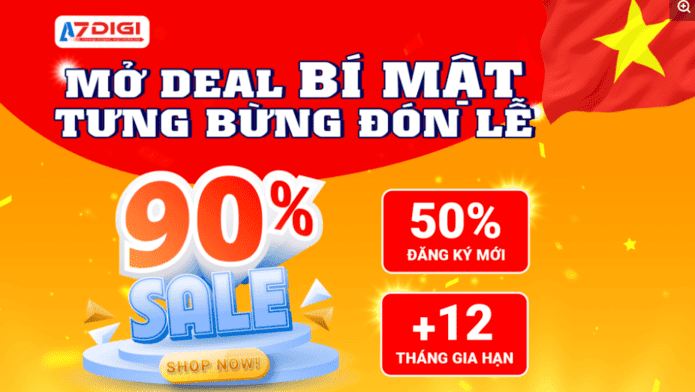 AZDIGI
MỞ DEAL BÍ MẬT
TƯNG BỪNG ĐÓN LỄ
90%
SALE
SHOP NOW!
50%
ĐĂNG KÝ MỚI
+12
THÁNG GIA HẠN